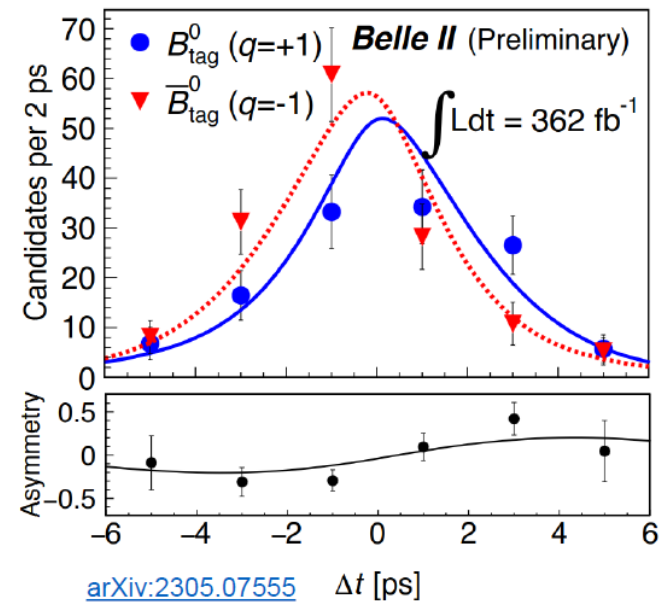 70
60
50
40
30
20
10
0
Candidates per 2 ps
B⁰tag (q=+1)
B̅⁰tag (q=-1)
Belle II (Preliminary)
∫Ldt = 362 fb⁻¹
0.5
0
−0.5
Asymmetry
−6 −4 −2 0 2 4 6
arXiv:2305.07555 Δt [ps]